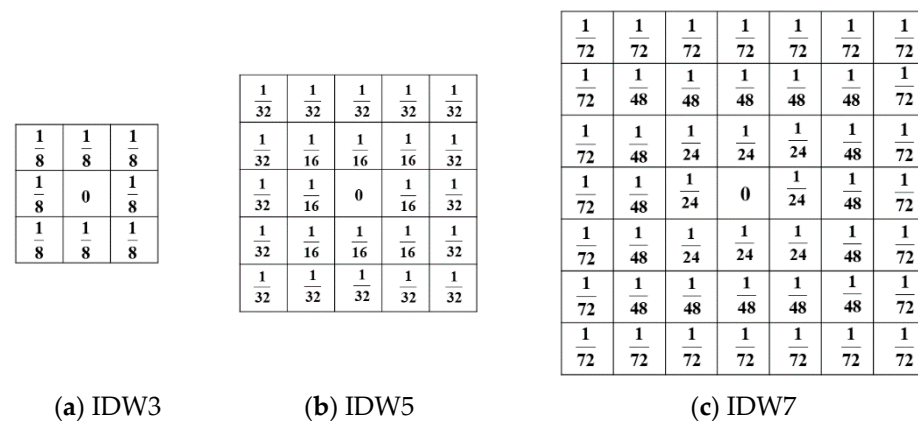 1/8 1/8 1/8
1/8 0 1/8
1/8 1/8 1/8
(a) IDW3
1/32 1/32 1/32 1/32 1/32
1/32 1/16 1/16 1/16 1/32
1/32 1/16 0 1/16 1/32
1/32 1/16 1/16 1/16 1/32
1/32 1/32 1/32 1/32 1/32
(b) IDW5
1/72 1/72 1/72 1/72 1/72 1/72 1/72
1/72 1/48 1/48 1/48 1/48 1/48 1/72
1/72 1/48 1/24 1/24 1/24 1/48 1/72
1/72 1/48 1/24 0 1/24 1/48 1/72
1/72 1/48 1/24 1/24 1/24 1/48 1/72
1/72 1/48 1/48 1/48 1/48 1/48 1/72
1/72 1/72 1/72 1/72 1/72 1/72 1/72
(c) IDW7